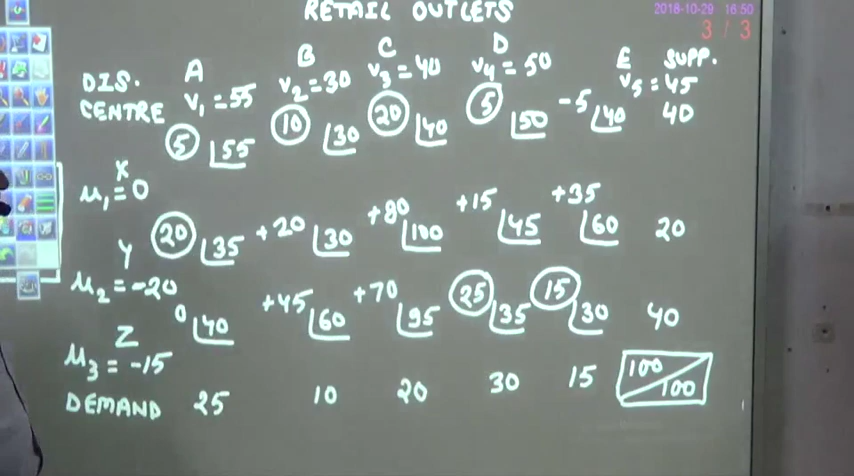 RETAIL OUTLETS
2018-10-29 16:50
3 / 3
A B C D E SUPP.
DIS. CENTRE V₁ = 55 V₂ = 30 V₃ = 40 V₄ = 50 V₅ = 45
5 55 10 30 20 40 5 50 -5 40 40
X
μ₁ = 0
20 35 +20 30 +80 100 +15 45 +35 60 20
Y
μ₂ = -20
0 40 +45 60 +70 95 25 35 15 30 40
Z
μ₃ = -15
DEMAND 25 10 20 30 15 100/100